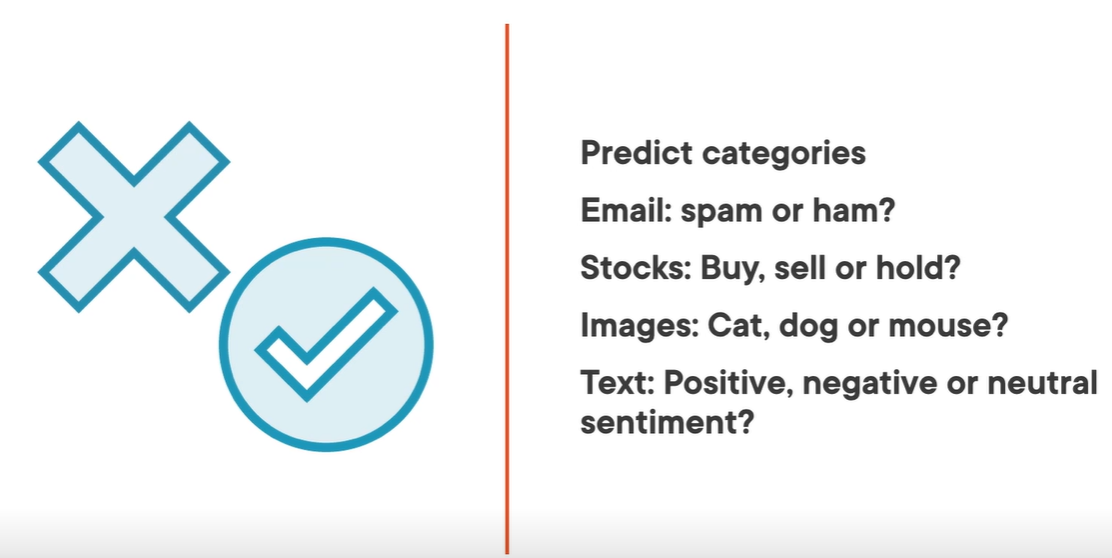 Predict categories
Email: spam or ham?
Stocks: Buy, sell or hold?
Images: Cat, dog or mouse?
Text: Positive, negative or neutral
sentiment?